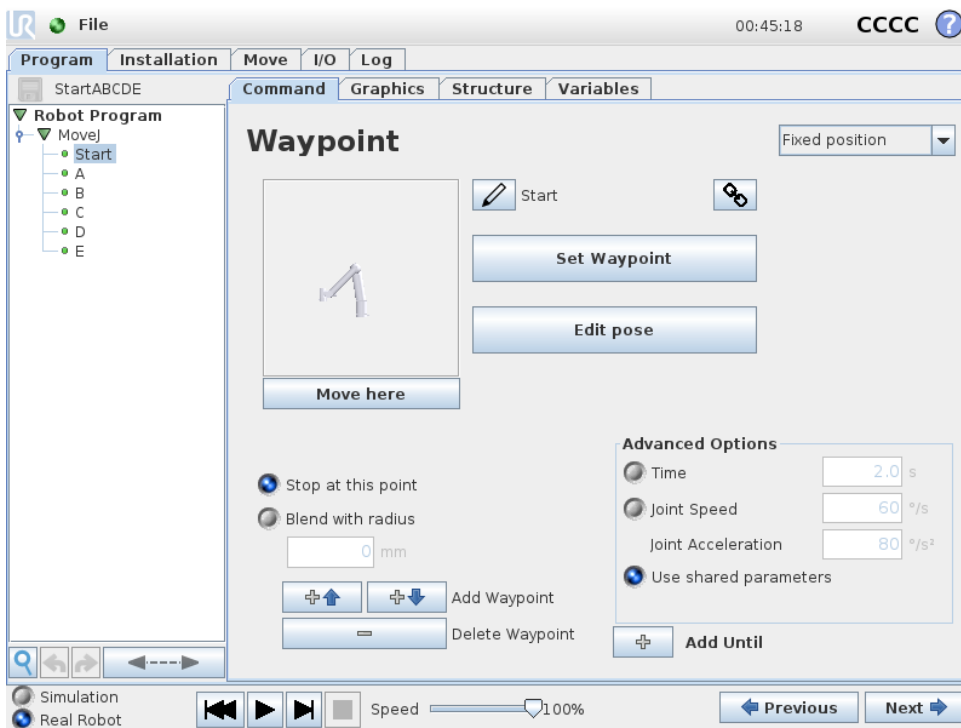 UR File 00:45:18 CCCC ?
Program Installation Move I/O Log
StartABCDE Command Graphics Structure Variables
Robot Program
MoveJ
Start
A
B
C
D
E
Waypoint Fixed position
Start
Set Waypoint
Edit pose
Move here
Stop at this point
Blend with radius
0 mm
Add Waypoint
Delete Waypoint
Advanced Options
Time 2.0 s
Joint Speed 60 °/s
Joint Acceleration 80 °/s²
Use shared parameters
Add Until
Simulation
Real Robot
Speed 100% Previous Next